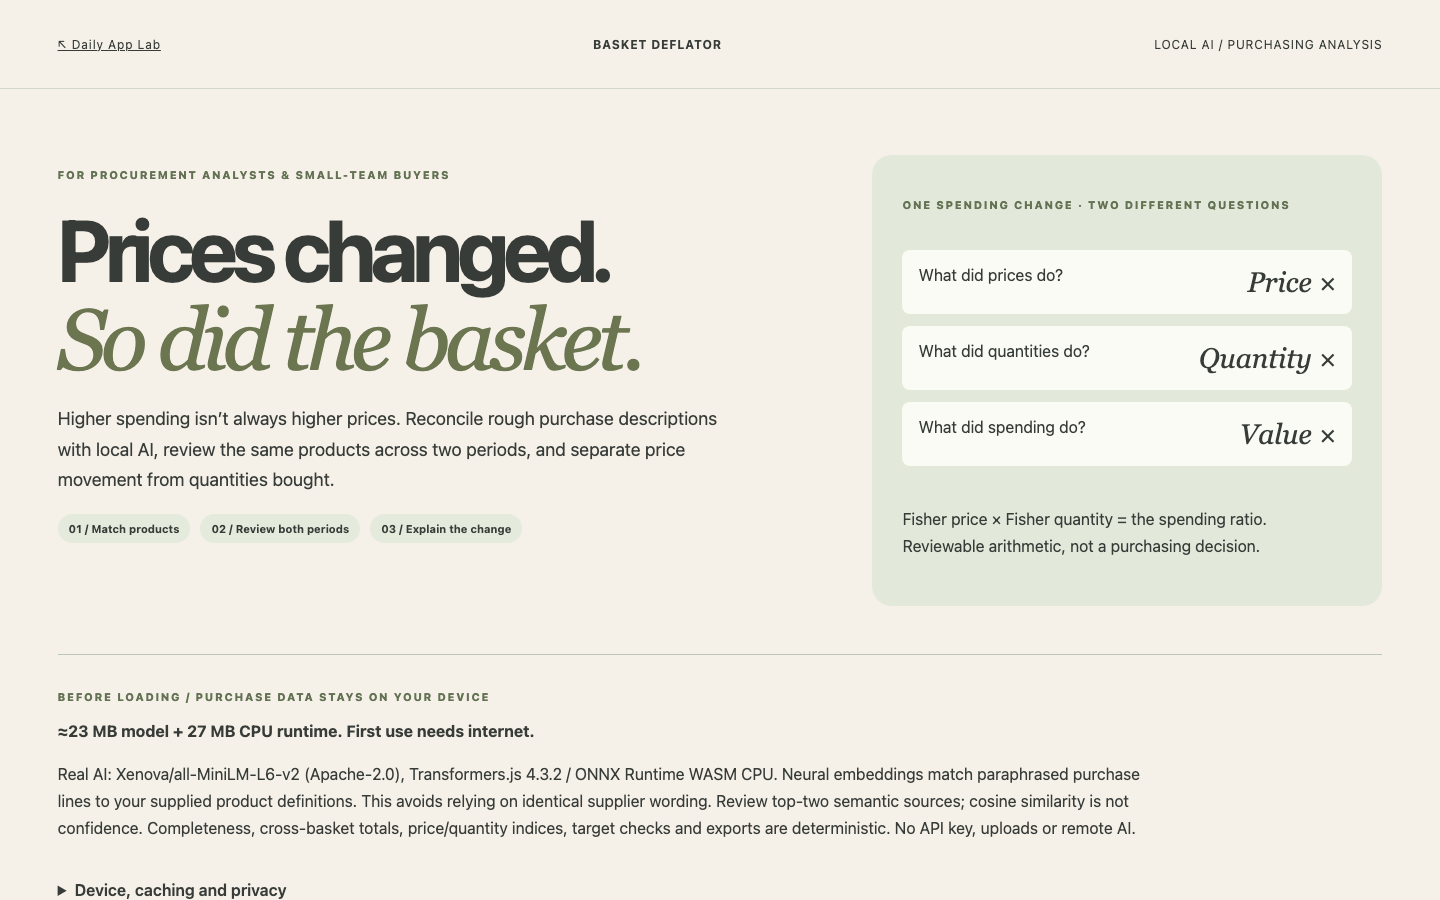 ↖ Daily App Lab
BASKET DEFLATOR
LOCAL AI / PURCHASING ANALYSIS
FOR PROCUREMENT ANALYSTS & SMALL-TEAM BUYERS
Prices changed.
So did the basket.
Higher spending isn’t always higher prices. Reconcile rough purchase descriptions
with local AI, review the same products across two periods, and separate price
movement from quantities bought.
01 / Match products
02 / Review both periods
03 / Explain the change
ONE SPENDING CHANGE · TWO DIFFERENT QUESTIONS
What did prices do?
Price ×
What did quantities do?
Quantity ×
What did spending do?
Value ×
Fisher price × Fisher quantity = the spending ratio.
Reviewable arithmetic, not a purchasing decision.
BEFORE LOADING / PURCHASE DATA STAYS ON YOUR DEVICE
≈23 MB model + 27 MB CPU runtime. First use needs internet.
Real AI: Xenova/all-MiniLM-L6-v2 (Apache-2.0), Transformers.js 4.3.2 / ONNX Runtime WASM CPU. Neural embeddings match paraphrased purchase
lines to your supplied product definitions. This avoids relying on identical supplier wording. Review top-two semantic sources; cosine similarity is not
confidence. Completeness, cross-basket totals, price/quantity indices, target checks and exports are deterministic. No API key, uploads or remote AI.
▶ Device, caching and privacy